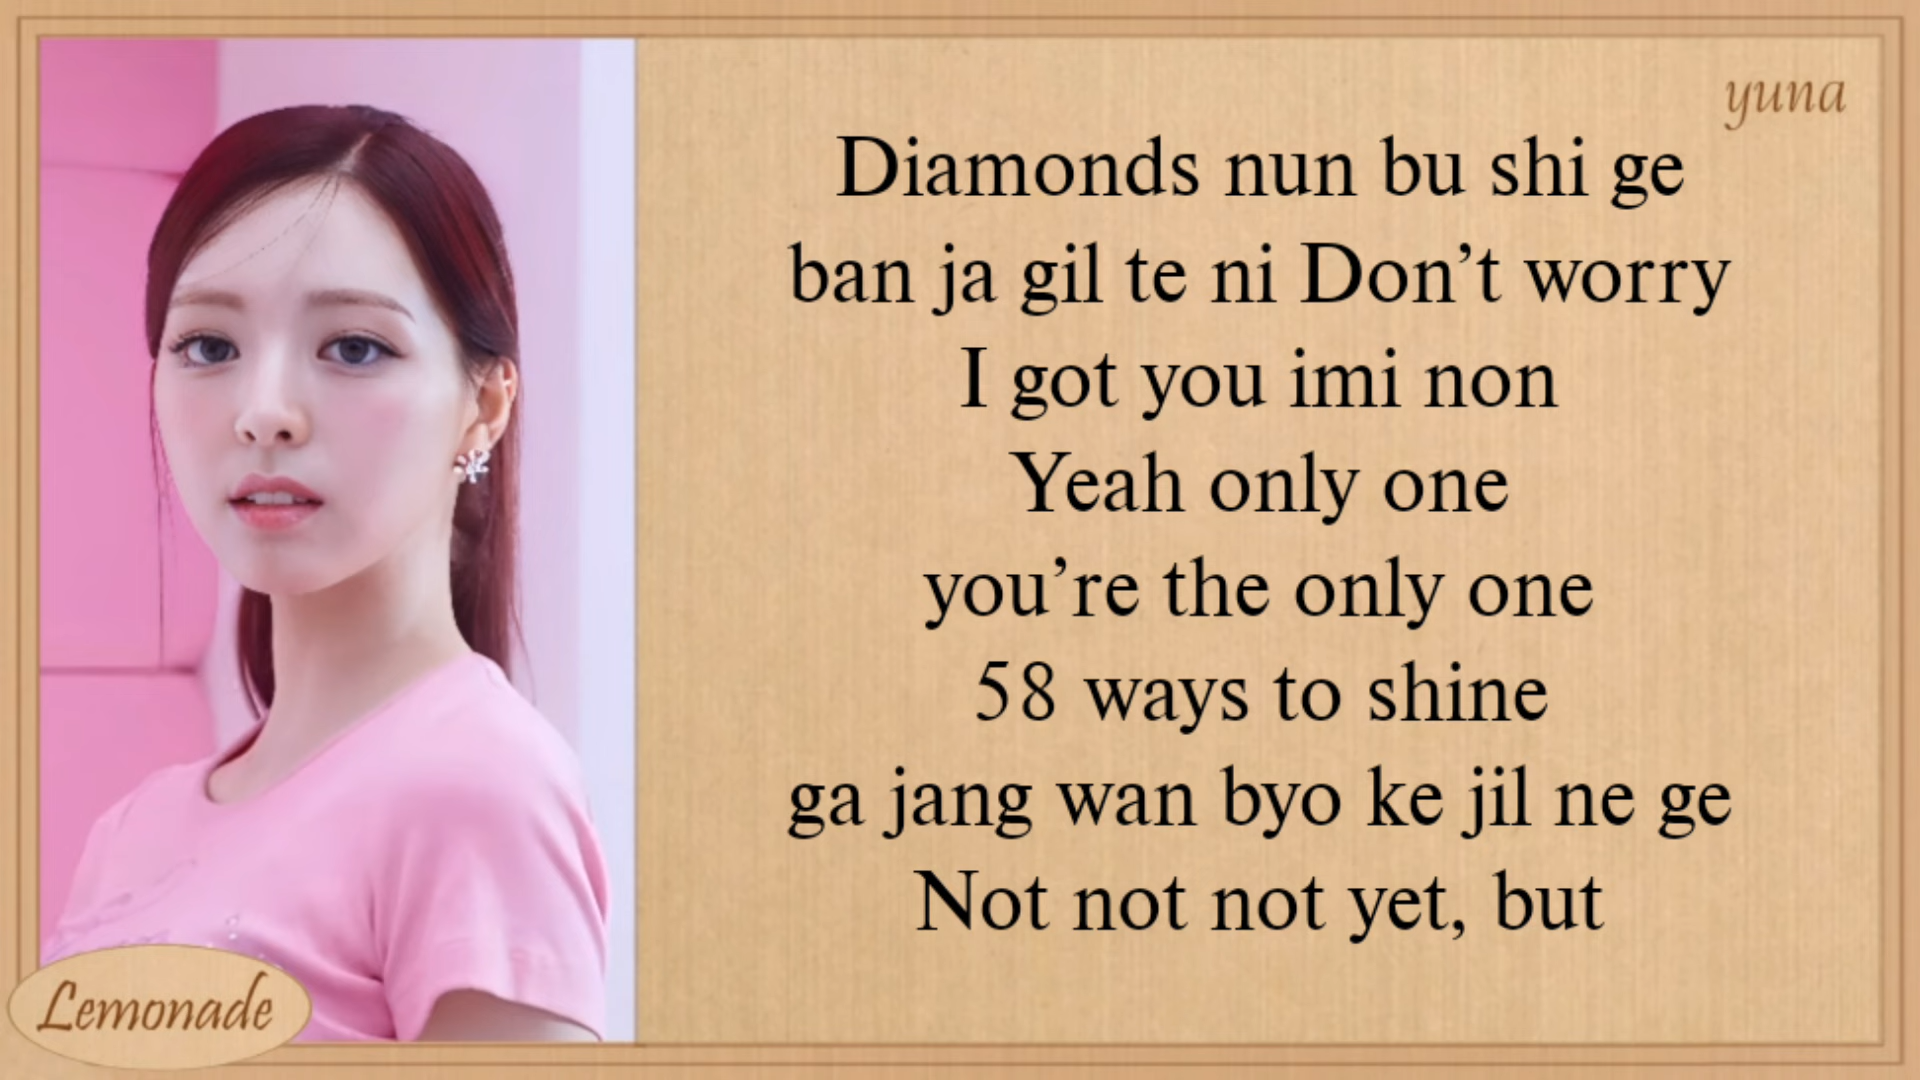 yuna
Diamonds nun bu shi ge
ban ja gil te ni Don’t worry
I got you imi non
Yeah only one
you’re the only one
58 ways to shine
ga jang wan byo ke jil ne ge
Not not not yet, but
Lemonade